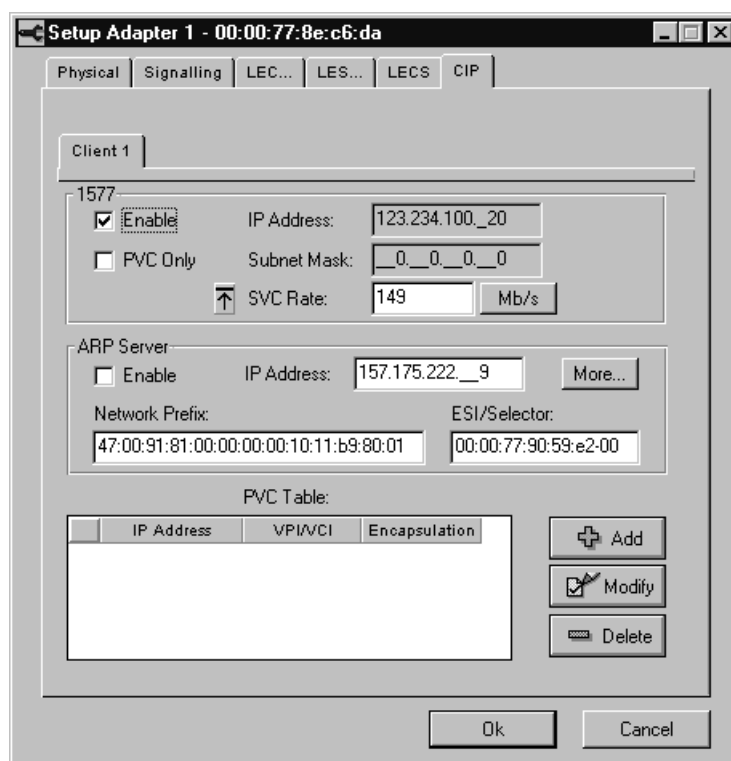 Setup Adapter 1 - 00:00:77:8e:c6:da
Physical Signalling LEC... LES... LECS CIP
Client 1
1577
Enable IP Address: 123.234.100._20
PVC Only Subnet Mask: __0.__0.__0.__0
SVC Rate: 149 Mb/s
ARP Server
Enable IP Address: 157.175.222.__9 More...
Network Prefix: ESI/Selector:
47:00:91:81:00:00:00:00:10:11:b9:80:01 00:00:77:90:59:e2-00
PVC Table:
IP Address VPI/VCI Encapsulation
Add
Modify
Delete
Ok Cancel